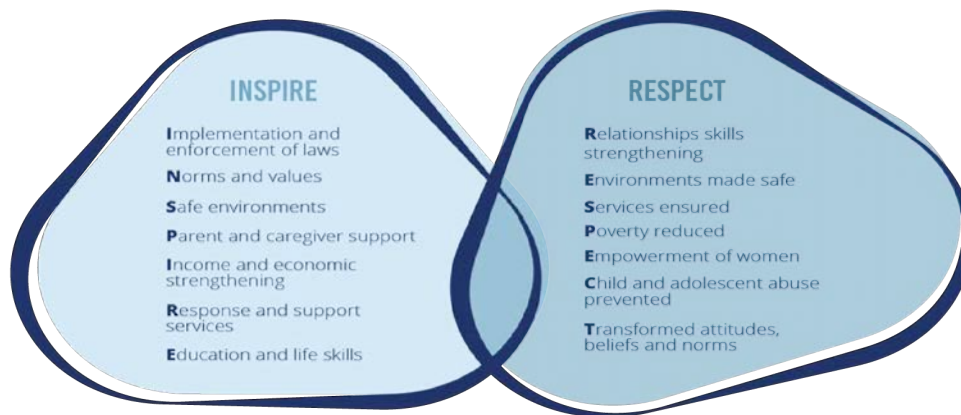 INSPIRE
Implementation and
enforcement of laws
Norms and values
Safe environments
Parent and caregiver support
Income and economic
strengthening
Response and support
services
Education and life skills
RESPECT
Relationships skills
strengthening
Environments made safe
Services ensured
Poverty reduced
Empowerment of women
Child and adolescent abuse
prevented
Transformed attitudes,
beliefs and norms